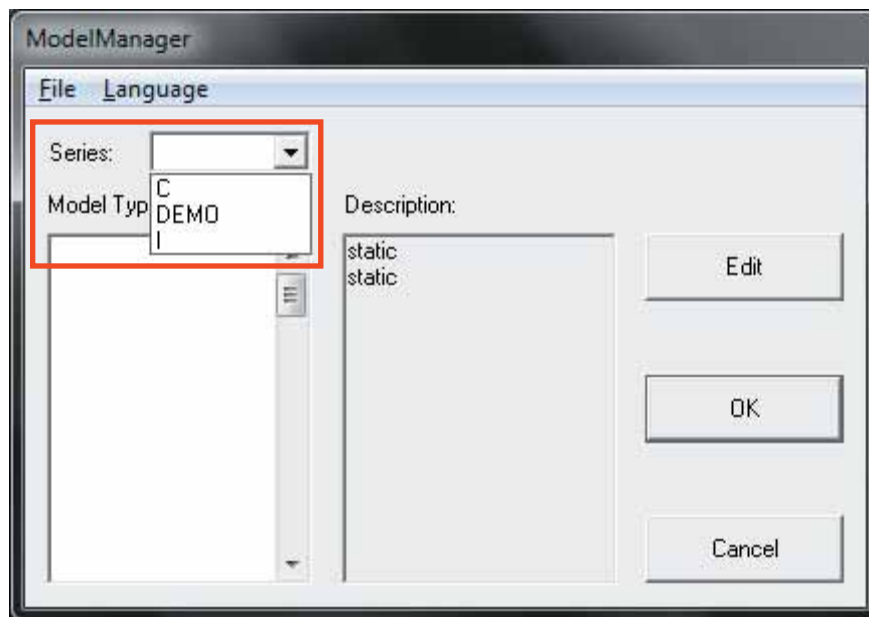 ModelManager
File Language
Series:
C
DEMO
I
Model Typ
Description:
static
static
Edit
OK
Cancel